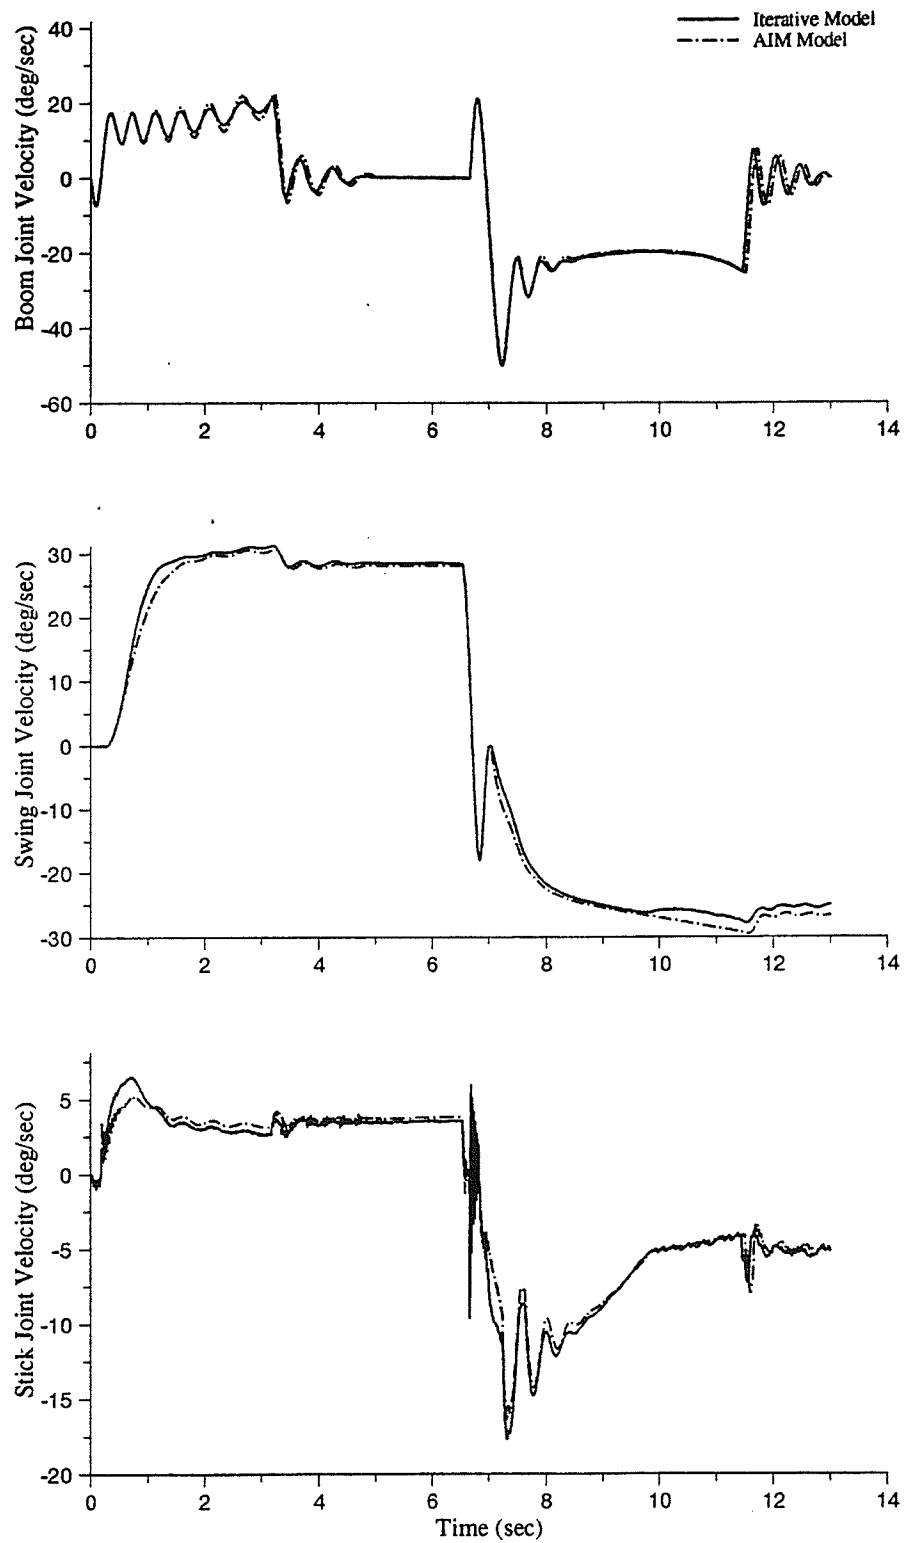 Iterative Model
AIM Model
Boom Joint Velocity (deg/sec)
40
20
0
-20
-40
-60
0 2 4 6 8 10 12 14
Swing Joint Velocity (deg/sec)
30
20
10
0
-10
-20
-30
0 2 4 6 8 10 12 14
Stick Joint Velocity (deg/sec)
5
0
-5
-10
-15
-20
0 2 4 6 8 10 12 14
Time (sec)